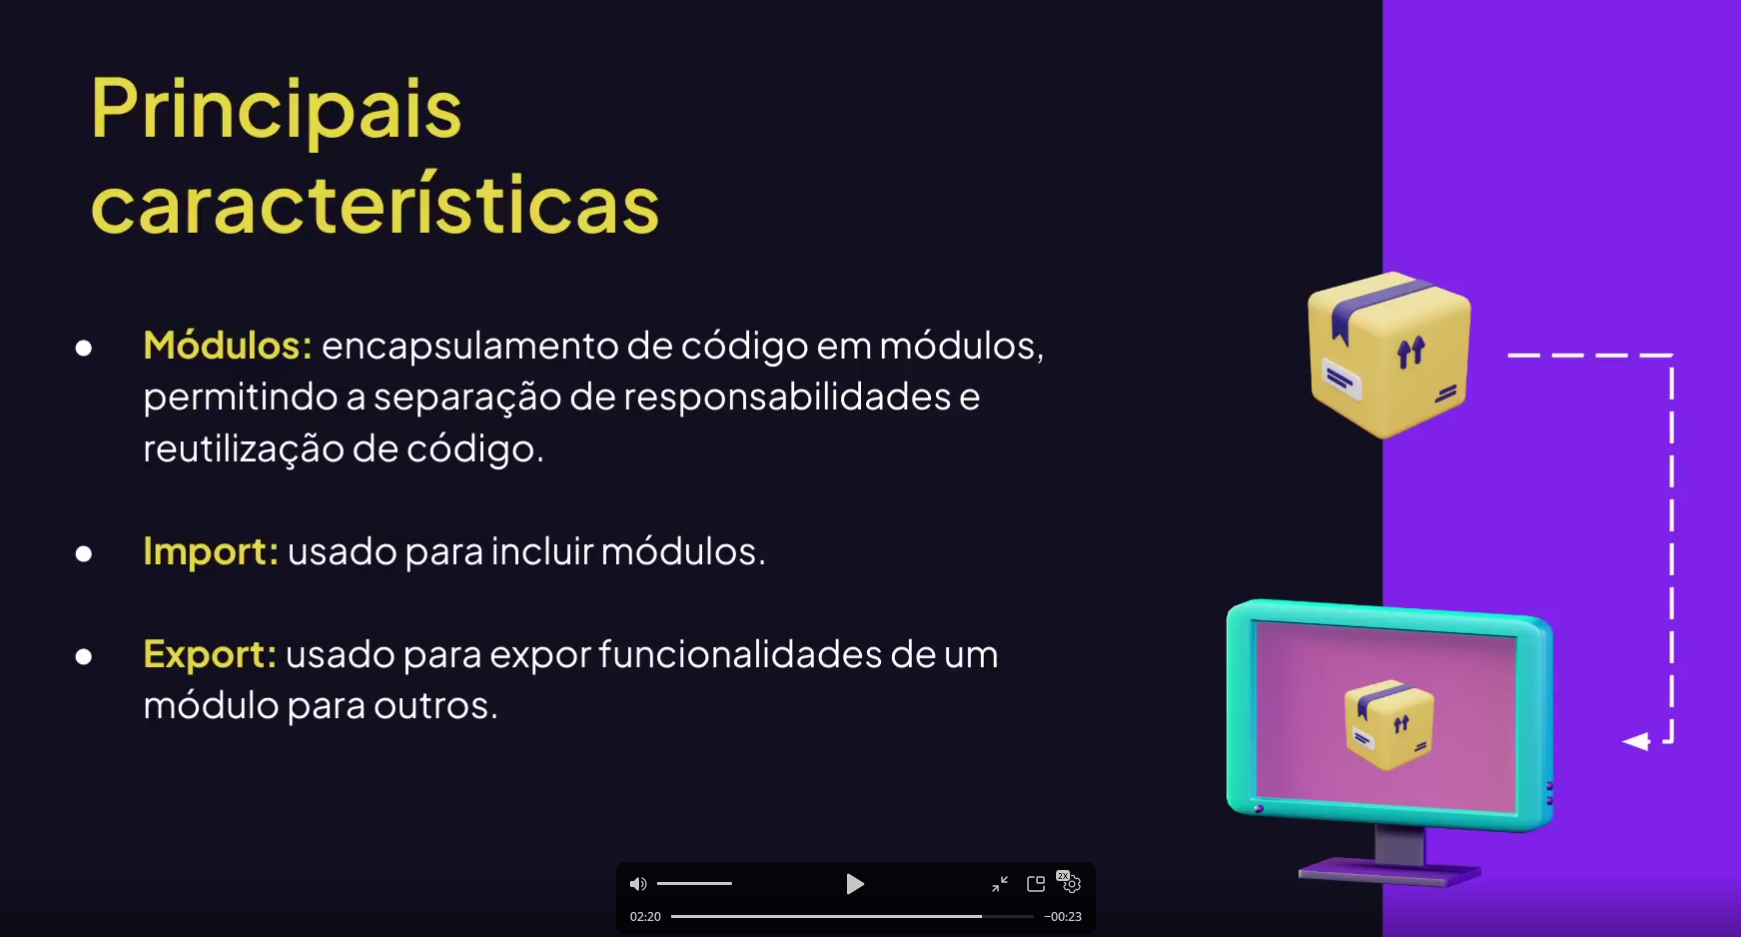 Principais
características
● Módulos: encapsulamento de código em módulos,
permitindo a separação de responsabilidades e
reutilização de código.
● Import: usado para incluir módulos.
● Export: usado para expor funcionalidades de um
módulo para outros.
2X
02:20 −00:23